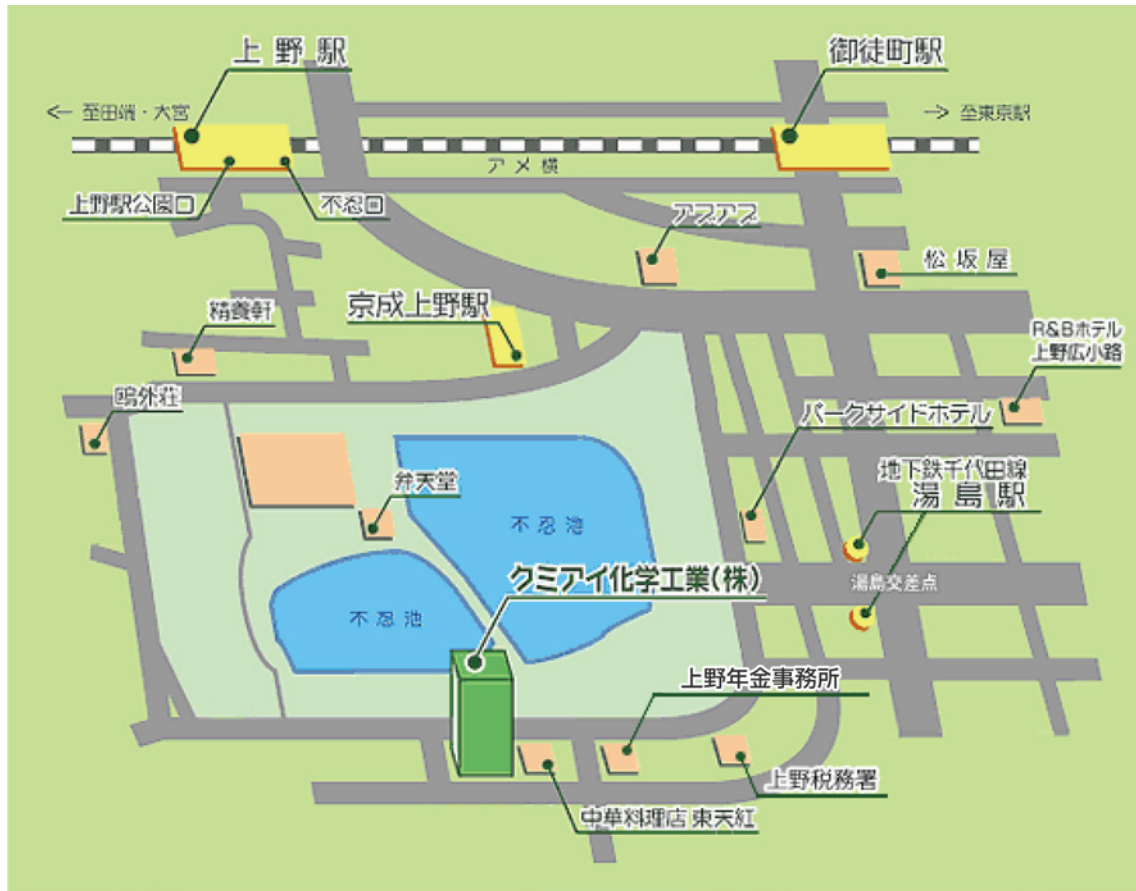 上野駅
御徒町駅
← 至田端・大宮
→ 至東京駅
アメ横
上野駅公園口
不忍口
アブアブ
松坂屋
精養軒
京成上野駅
R&Bホテル
上野広小路
鴎外荘
パークサイドホテル
弁天堂
地下鉄千代田線
湯島駅
不忍池
クミアイ化学工業(株)
湯島交差点
不忍池
上野年金事務所
上野税務署
中華料理店 東天紅